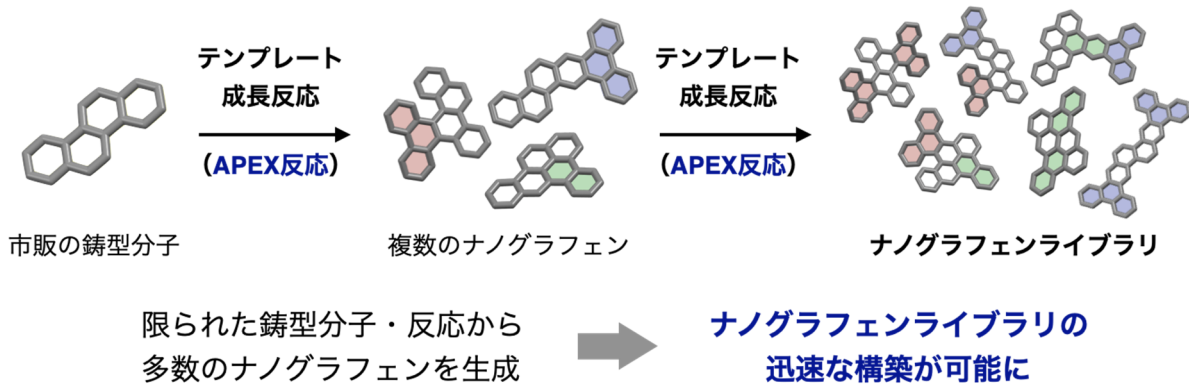 テンプレート
成長反応
(APEX反応)
テンプレート
成長反応
(APEX反応)
市販の鋳型分子
複数のナノグラフェン
ナノグラフェンライブラリ
限られた鋳型分子・反応から
多数のナノグラフェンを生成
ナノグラフェンライブラリの
迅速な構築が可能に